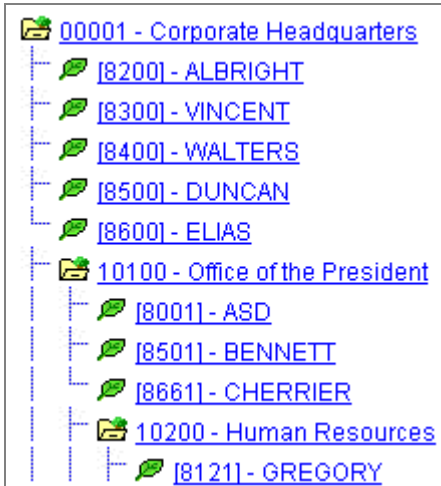 00001 - Corporate Headquarters
[8200] - ALBRIGHT
[8300] - VINCENT
[8400] - WALTERS
[8500] - DUNCAN
[8600] - ELIAS
10100 - Office of the President
[8001] - ASD
[8501] - BENNETT
[8661] - CHERRIER
10200 - Human Resources
[8121] - GREGORY